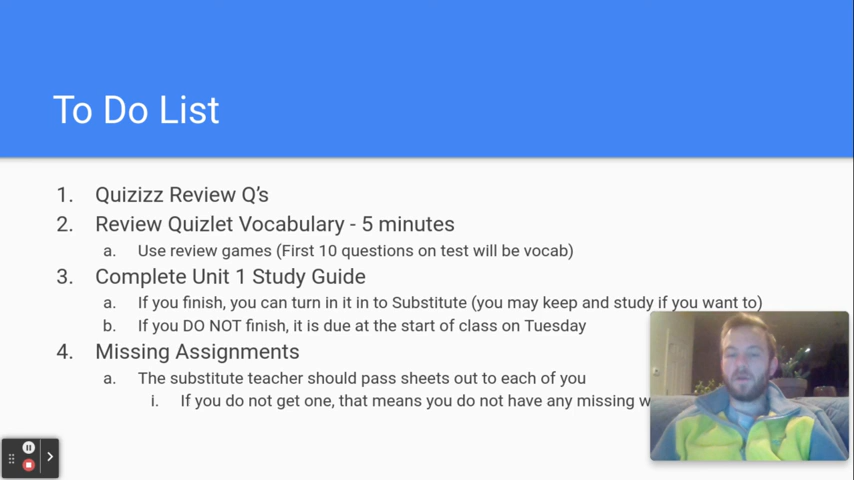 To Do List
1. Quizizz Review Q's
2. Review Quizlet Vocabulary - 5 minutes
a. Use review games (First 10 questions on test will be vocab)
3. Complete Unit 1 Study Guide
a. If you finish, you can turn in it in to Substitute (you may keep and study if you want to)
b. If you DO NOT finish, it is due at the start of class on Tuesday
4. Missing Assignments
a. The substitute teacher should pass sheets out to each of you
i. If you do not get one, that means you do not have any missing